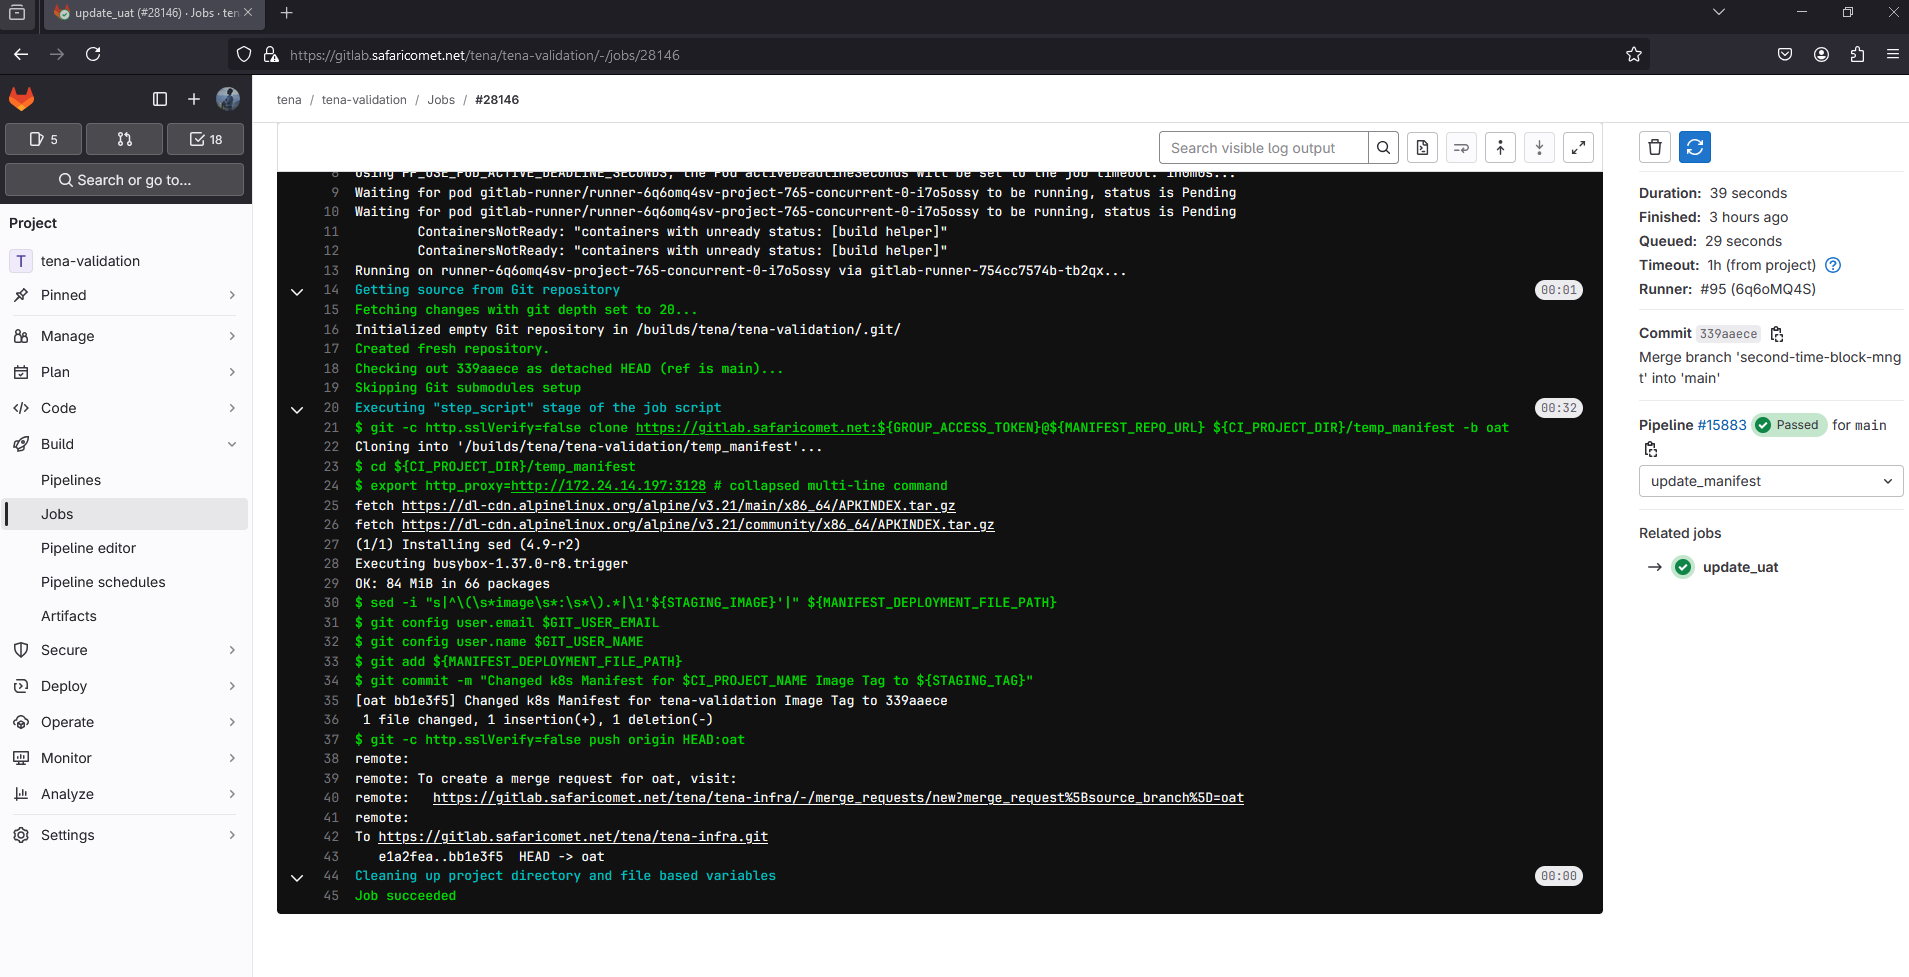 update_uat (#28146) · Jobs · ten
https://gitlab.safaricomet.net/tena/tena-validation/-/jobs/28146
5
18
Search or go to...
Project
T tena-validation
Pinned
Manage
Plan
Code
Build
Pipelines
Jobs
Pipeline editor
Pipeline schedules
Artifacts
Secure
Deploy
Operate
Monitor
Analyze
Settings
tena / tena-validation / Jobs / #28146
Search visible log output
8 Using FF_USE_POD_ACTIVE_DEADLINE_SECONDS, the Pod activeDeadlineSeconds will be set to the job timeout: 1h0m0s...
9 Waiting for pod gitlab-runner/runner-6q6omq4sv-project-765-concurrent-0-i7o5ossy to be running, status is Pending
10 Waiting for pod gitlab-runner/runner-6q6omq4sv-project-765-concurrent-0-i7o5ossy to be running, status is Pending
11 ContainersNotReady: "containers with unready status: [build helper]"
12 ContainersNotReady: "containers with unready status: [build helper]"
13 Running on runner-6q6omq4sv-project-765-concurrent-0-i7o5ossy via gitlab-runner-754cc7574b-tb2qx...
14 Getting source from Git repository 00:01
15 Fetching changes with git depth set to 20...
16 Initialized empty Git repository in /builds/tena/tena-validation/.git/
17 Created fresh repository.
18 Checking out 339aaece as detached HEAD (ref is main)...
19 Skipping Git submodules setup
20 Executing "step_script" stage of the job script 00:32
21 $ git -c http.sslVerify=false clone https://gitlab.safaricomet.net:${GROUP_ACCESS_TOKEN}@${MANIFEST_REPO_URL} ${CI_PROJECT_DIR}/temp_manifest -b oat
22 Cloning into '/builds/tena/tena-validation/temp_manifest'...
23 $ cd ${CI_PROJECT_DIR}/temp_manifest
24 $ export http_proxy=http://172.24.14.197:3128 # collapsed multi-line command
25 fetch https://dl-cdn.alpinelinux.org/alpine/v3.21/main/x86_64/APKINDEX.tar.gz
26 fetch https://dl-cdn.alpinelinux.org/alpine/v3.21/community/x86_64/APKINDEX.tar.gz
27 (1/1) Installing sed (4.9-r2)
28 Executing busybox-1.37.0-r8.trigger
29 OK: 84 MiB in 66 packages
30 $ sed -i "s|^\(\s*image\s*:\s*\).*|\1'${STAGING_IMAGE}'|" ${MANIFEST_DEPLOYMENT_FILE_PATH}
31 $ git config user.email $GIT_USER_EMAIL
32 $ git config user.name $GIT_USER_NAME
33 $ git add ${MANIFEST_DEPLOYMENT_FILE_PATH}
34 $ git commit -m "Changed k8s Manifest for $CI_PROJECT_NAME Image Tag to ${STAGING_TAG}"
35 [oat bb1e3f5] Changed k8s Manifest for tena-validation Image Tag to 339aaece
36 1 file changed, 1 insertion(+), 1 deletion(-)
37 $ git -c http.sslVerify=false push origin HEAD:oat
38 remote:
39 remote: To create a merge request for oat, visit:
40 remote: https://gitlab.safaricomet.net/tena/tena-infra/-/merge_requests/new?merge_request%5Bsource_branch%5D=oat
41 remote:
42 To https://gitlab.safaricomet.net/tena/tena-infra.git
43 e1a2fea..bb1e3f5 HEAD -> oat
44 Cleaning up project directory and file based variables 00:00
45 Job succeeded
Duration: 39 seconds
Finished: 3 hours ago
Queued: 29 seconds
Timeout: 1h (from project)
Runner: #95 (6q6oMQ4S)
Commit 339aaece
Merge branch 'second-time-block-mng
t' into 'main'
Pipeline #15883 Passed for main
update_manifest
Related jobs
update_uat